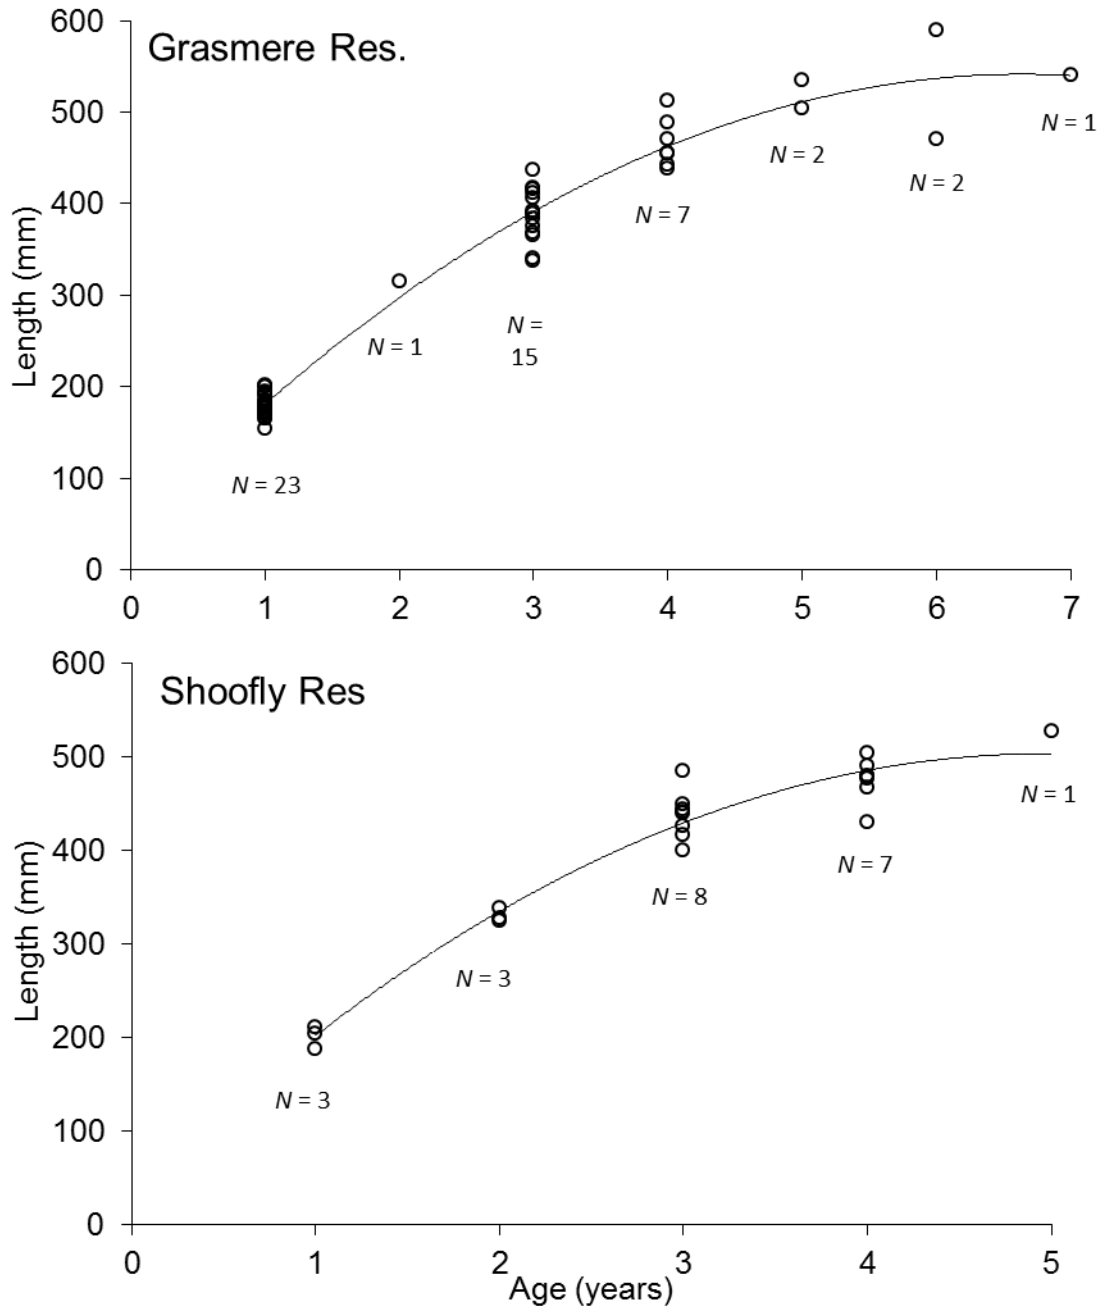 600
Grasmere Res.
500
400
300
200
100
0
Length (mm)
N = 23
N = 1
N =
15
N = 7
N = 2
N = 2
N = 1
0 1 2 3 4 5 6 7
600
Shoofly Res
500
400
300
200
100
0
Length (mm)
N = 3
N = 3
N = 8
N = 7
N = 1
0 1 2 3 4 5
Age (years)